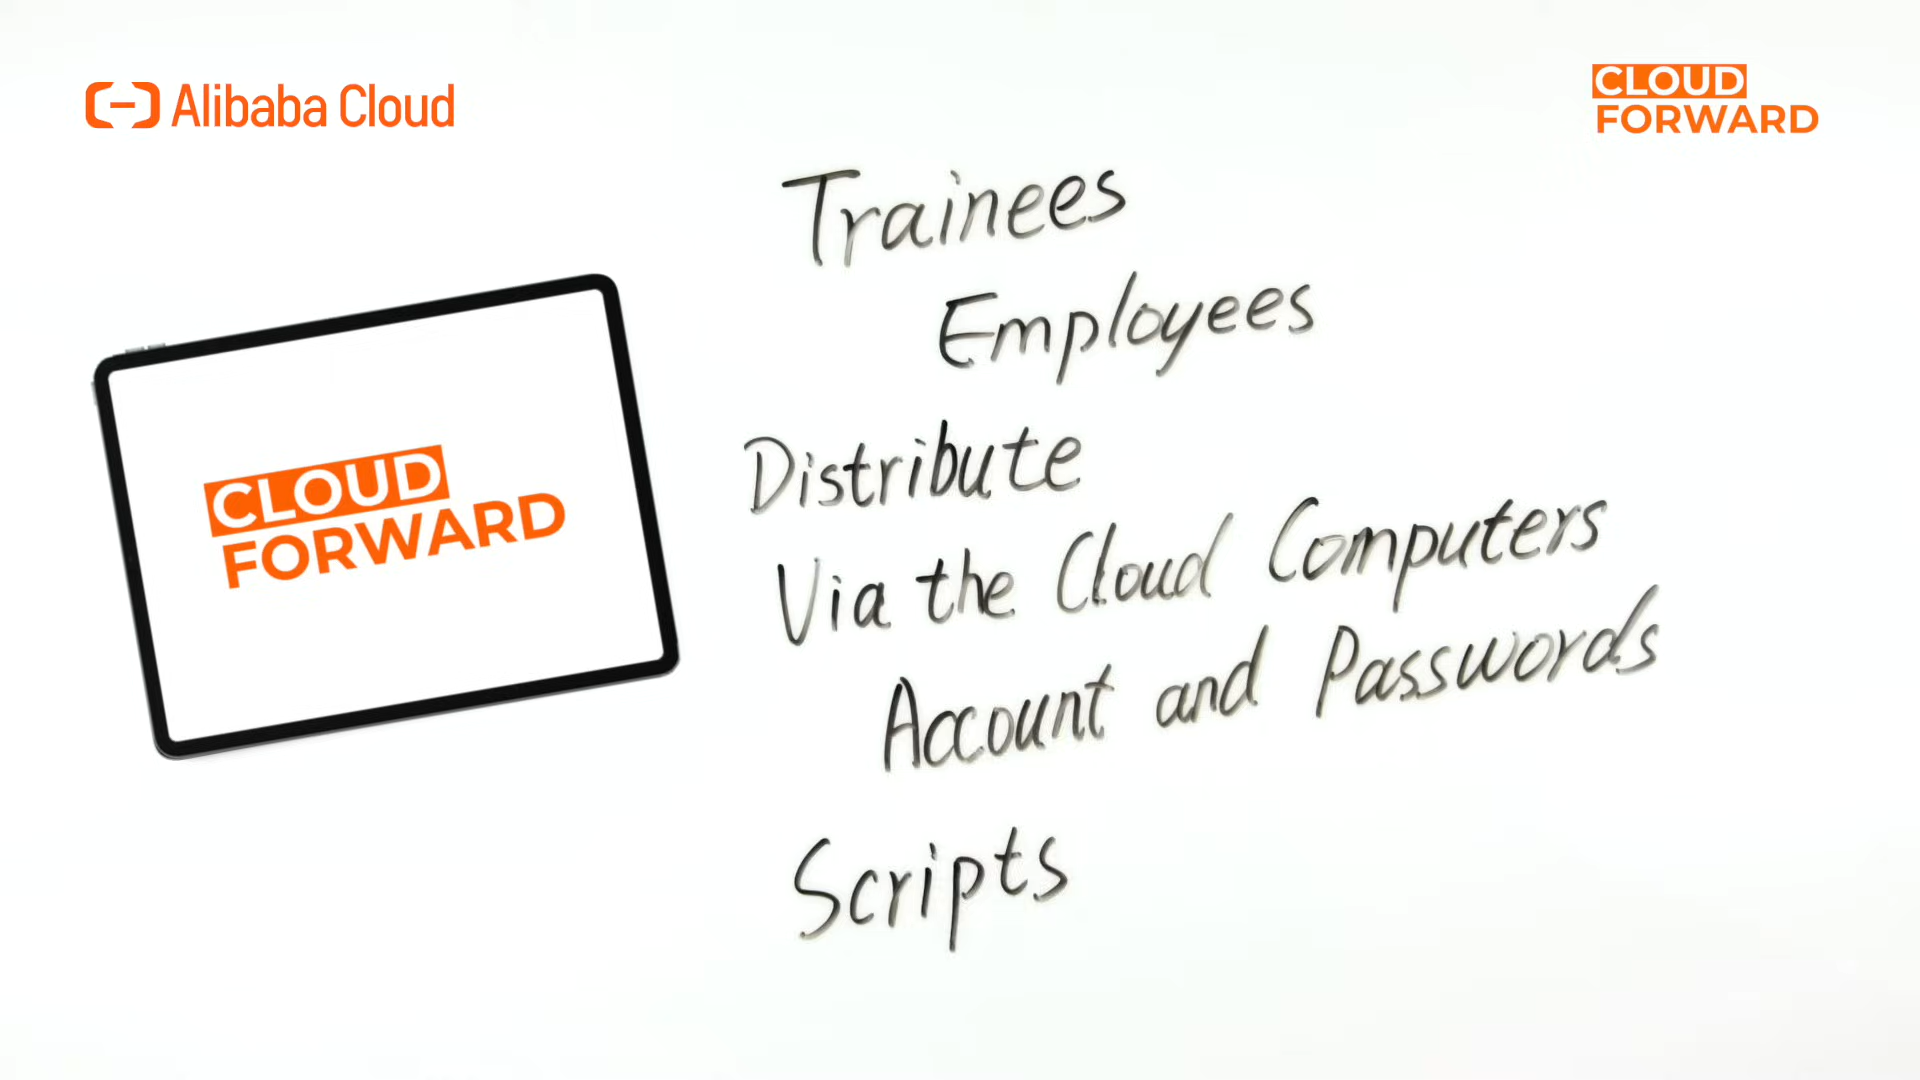 Alibaba Cloud
CLOUD
FORWARD
Trainees
Employees
CLOUD
FORWARD
Distribute
Via the Cloud Computers
Account and Passwords
Scripts